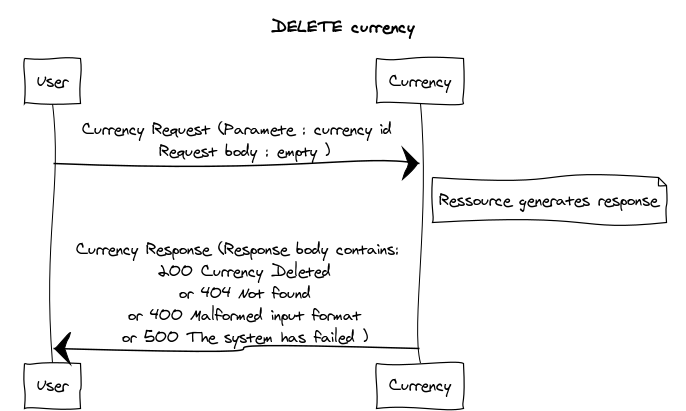 DELETE currency
User
Currency
Currency Request (Paramete : currency id
Request body : empty )
Ressource generates response
Currency Response (Response body contains:
200 Currency Deleted
or 404 Not found
or 400 Malformed input format
or 500 The system has failed )
User
Currency